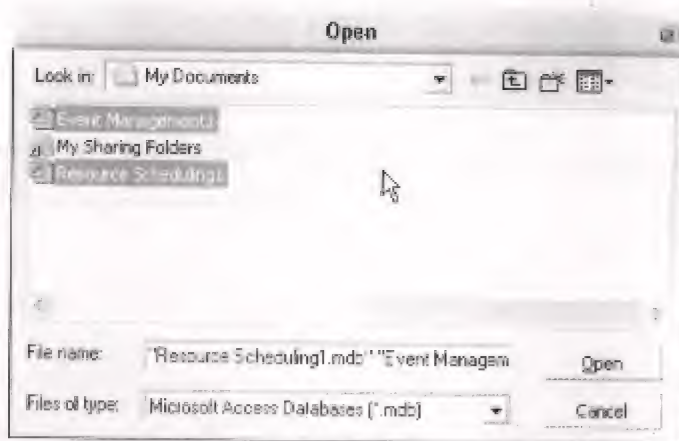 Open
Look in: My Documents
Event Management1
My Sharing Folders
Resource Scheduling1
File name: "Resource Scheduling1.mdb" "Event Managem
Open
Files of type: Microsoft Access Databases (*.mdb)
Cancel